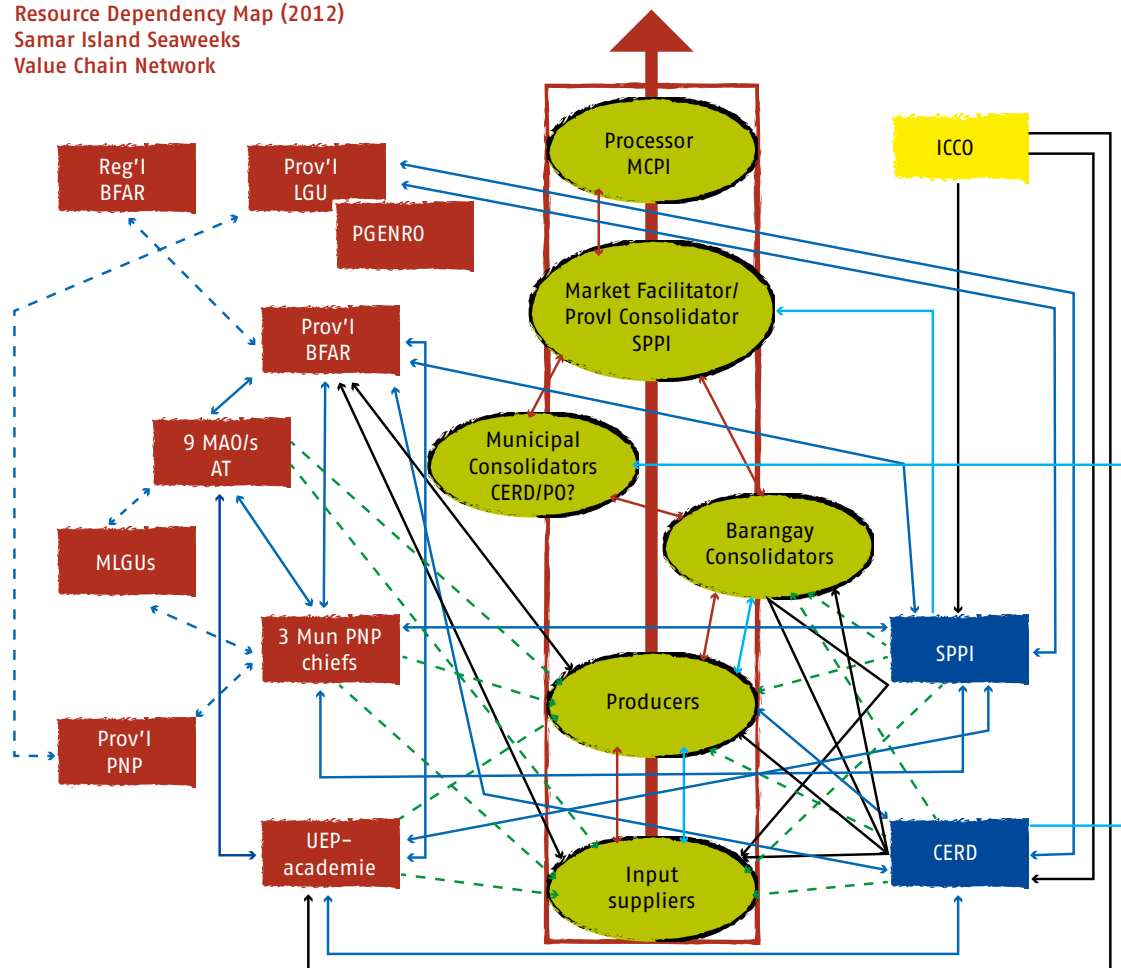 Resource Dependency Map (2012)
Samar Island Seaweeks
Value Chain Network
Processor
MCPI
ICCO
Reg'l
BFAR
Prov'l
LGU
PGENRO
Market Facilitator/
Provl Consolidator
SPPI
Prov'l
BFAR
9 MAO/s
AT
Municipal
Consolidators
CERD/PO?
Barangay
Consolidators
MLGUs
3 Mun PNP
chiefs
SPPI
Producers
Prov'l
PNP
UEP-
academie
CERD
Input
suppliers